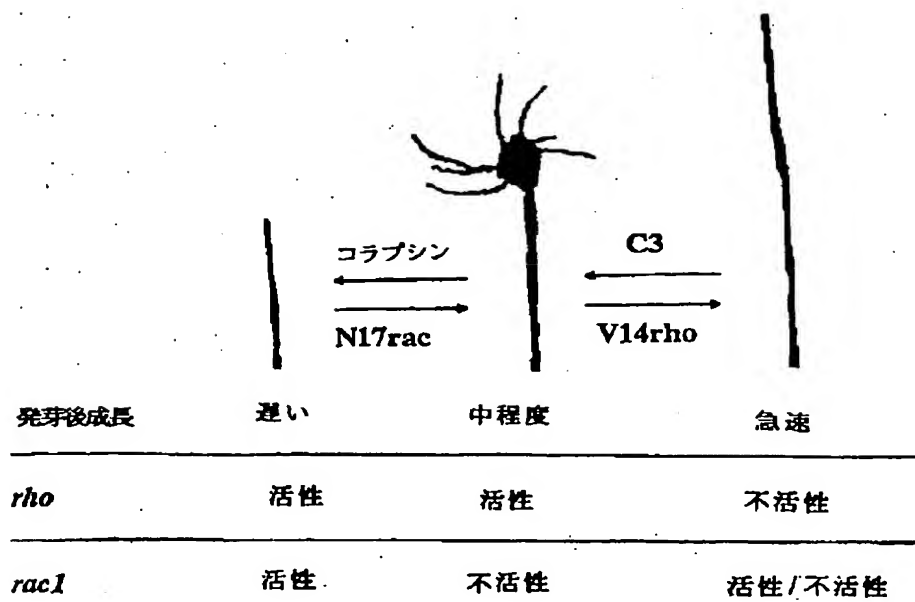 コラプシン
N17rac
C3
V14rho
発芽後成長 遅い 中程度 急速
rho 活性 活性 不活性
rac1 活性 不活性 活性/不活性